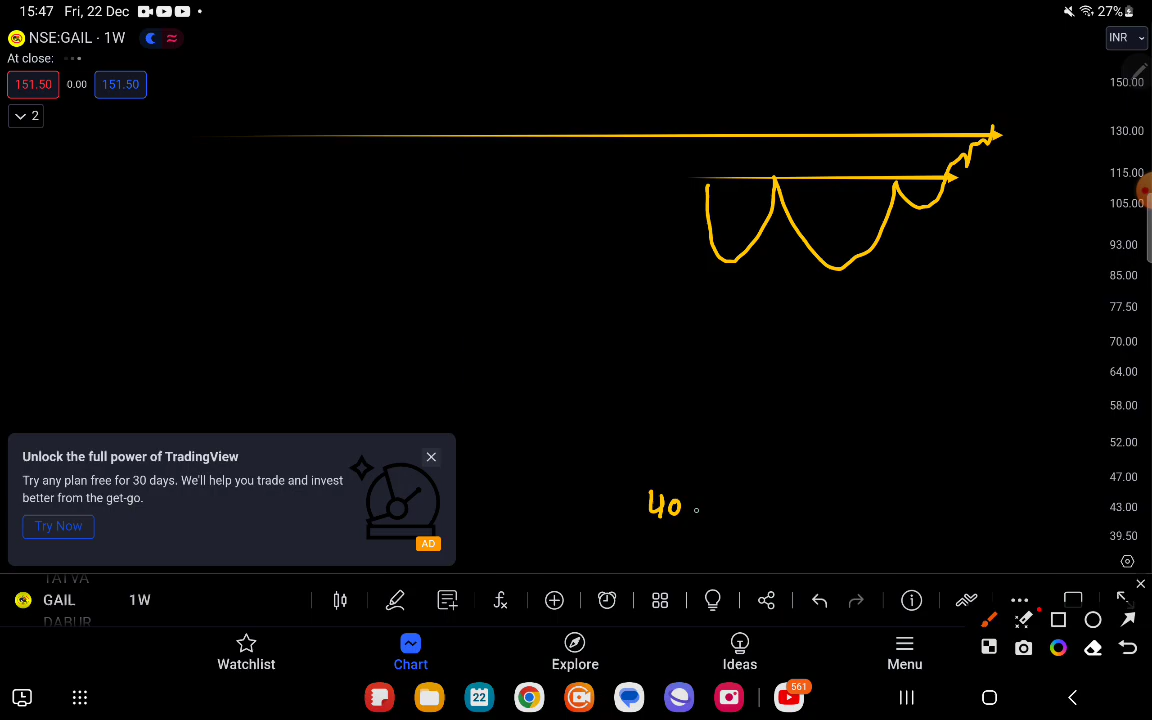 15:47 Fri, 22 Dec
27%
NSE:GAIL · 1W
INR
At close:
151.50 0.00 151.50
2
150.00
130.00
115.00
105.00
93.00
85.00
77.50
70.00
64.00
58.00
52.00
47.00
43.00
39.50
Unlock the full power of TradingView
Try any plan free for 30 days. We'll help you trade and invest
better from the get-go.
Try Now
AD
40
TATVA
GAIL 1W
DABUR
Watchlist
Chart
Explore
Ideas
Menu
22
561